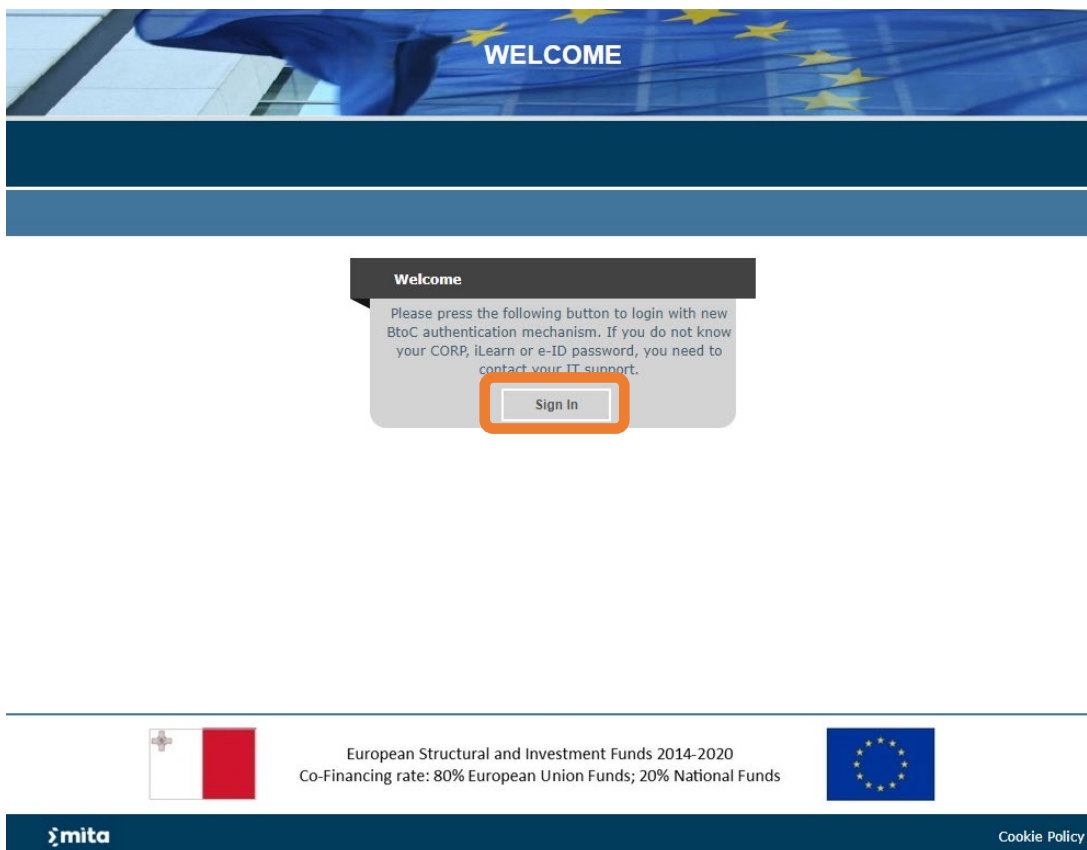 WELCOME
Welcome
Please press the following button to login with new
BtoC authentication mechanism. If you do not know
your CORP, iLearn or e-ID password, you need to
contact your IT support.
Sign In
European Structural and Investment Funds 2014-2020
Co-Financing rate: 80% European Union Funds; 20% National Funds
mita
Cookie Policy